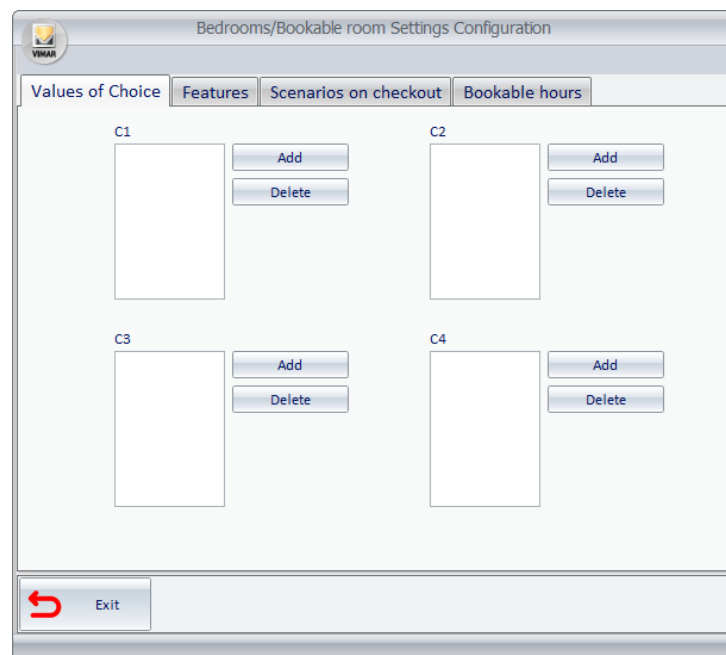 Bedrooms/Bookable room Settings Configuration
VIMAR
Values of Choice Features Scenarios on checkout Bookable hours
C1 C2
Add Add
Delete Delete
C3 C4
Add Add
Delete Delete
Exit